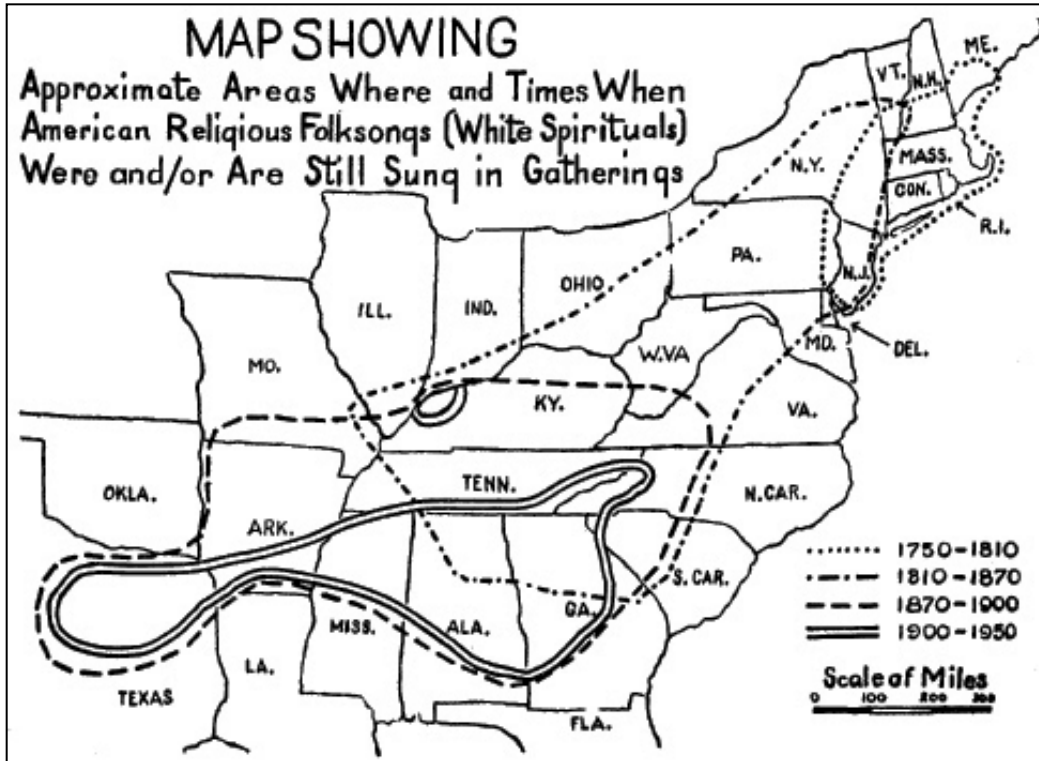 MAP SHOWING
Approximate Areas Where and Times When
American Religious Folksongs (White Spirituals)
Were and/or Are Still Sung in Gatherings
ME.
VT.
N.H.
N.Y.
MASS.
CON.
R.I.
PA.
N.J.
OHIO
ILL.
IND.
DEL.
MD.
W.VA
MO.
KY.
VA.
TENN.
N.CAR.
OKLA.
ARK.
S.CAR.
GA.
MISS.
ALA.
LA.
TEXAS
FLA.
1750-1810
1810-1870
1870-1900
1900-1950
Scale of Miles
0 100 200 300